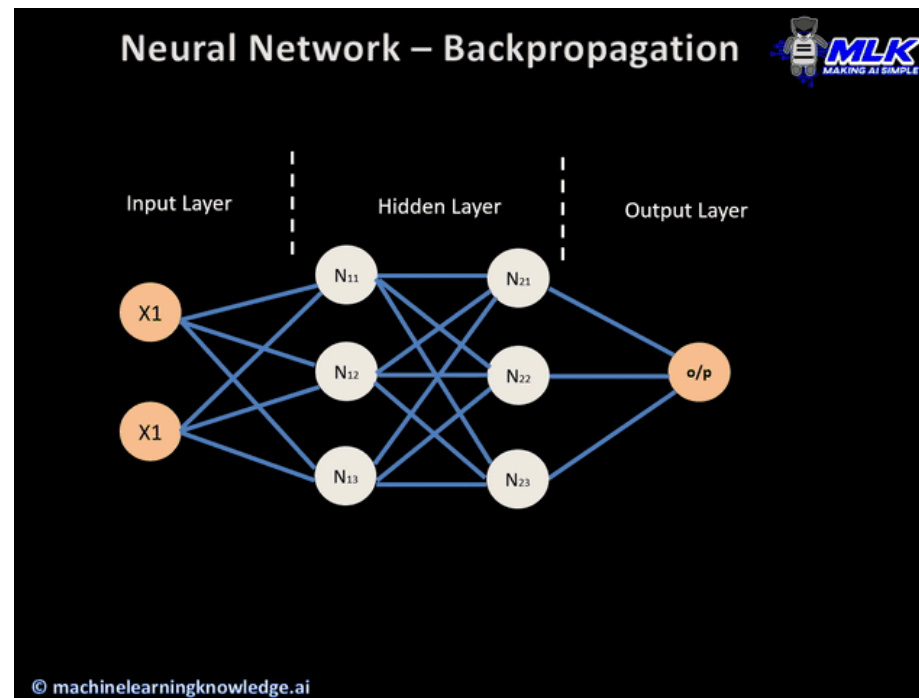 Neural Network – Backpropagation
MLK
MAKING AI SIMPLE
Input Layer
Hidden Layer
Output Layer
X1
X1
N11
N12
N13
N21
N22
N23
o/p
© machinelearningknowledge.ai